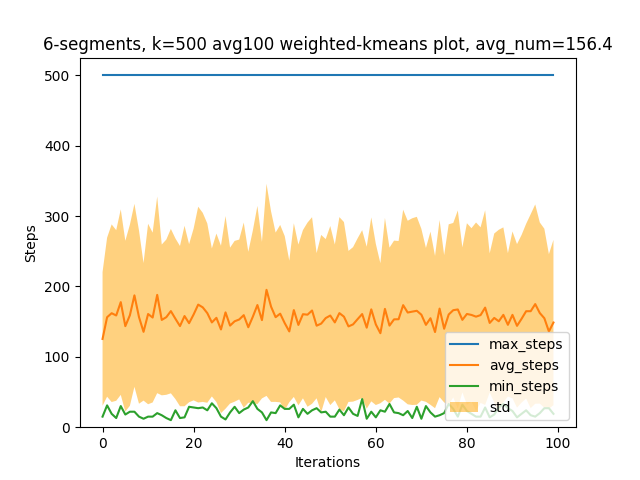 6-segments, k=500 avg100 weighted-kmeans plot, avg_num=156.4
500
400
300
200
100
0
Steps
0 20 40 60 80 100
Iterations
max_steps
avg_steps
min_steps
std